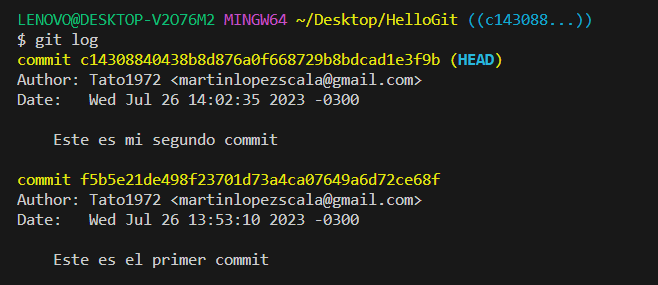 LENOVO@DESKTOP-V2O76M2 MINGW64 ~/Desktop/HelloGit ((c143088...))
$ git log
commit c14308840438b8d876a0f668729b8bdcad1e3f9b (HEAD)
Author: Tato1972 <martinlopezscala@gmail.com>
Date:   Wed Jul 26 14:02:35 2023 -0300
    Este es mi segundo commit
commit f5b5e21de498f23701d73a4ca07649a6d72ce68f
Author: Tato1972 <martinlopezscala@gmail.com>
Date:   Wed Jul 26 13:53:10 2023 -0300
    Este es el primer commit